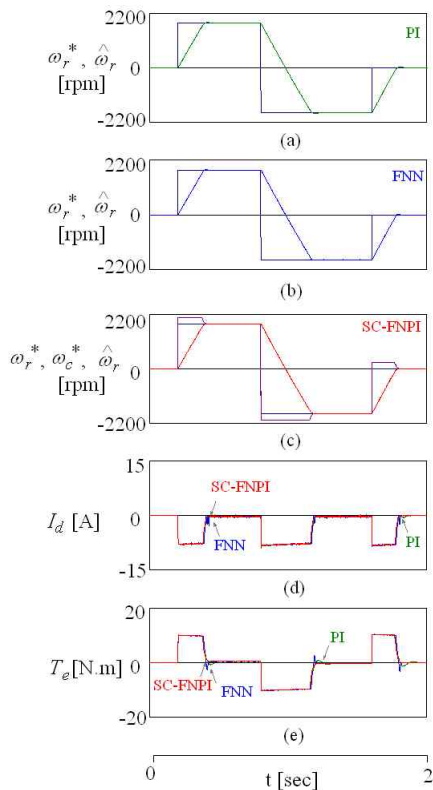 2200
PI
ω_r^*, ω̂_r
0
[rpm]
-2200
(a)
2200
FNN
ω_r^*, ω̂_r
0
[rpm]
-2200
(b)
2200
SC-FNPI
ω_r^*, ω_c^*, ω̂_r
0
[rpm]
-2200
(c)
15
SC-FNPI
I_d [A]
0
FNN
PI
-15
(d)
20
PI
T_e[N.m]
0
SC-FNPI
FNN
-20
(e)
0
2
t [sec]